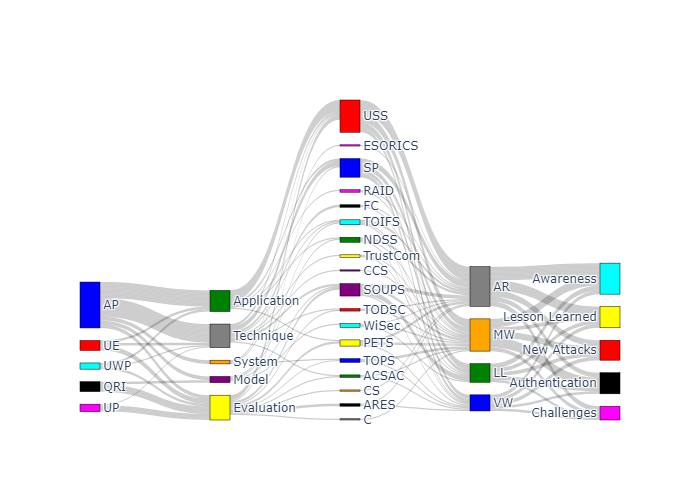 AP
UE
UWP
QRI
UP
Application
Technique
System
Model
Evaluation
USS
ESORICS
SP
RAID
FC
TOIFS
NDSS
TrustCom
CCS
SOUPS
TODSC
WiSec
PETS
TOPS
ACSAC
CS
ARES
C
AR
MW
LL
VW
Awareness
Lesson Learned
New Attacks
Authentication
Challenges